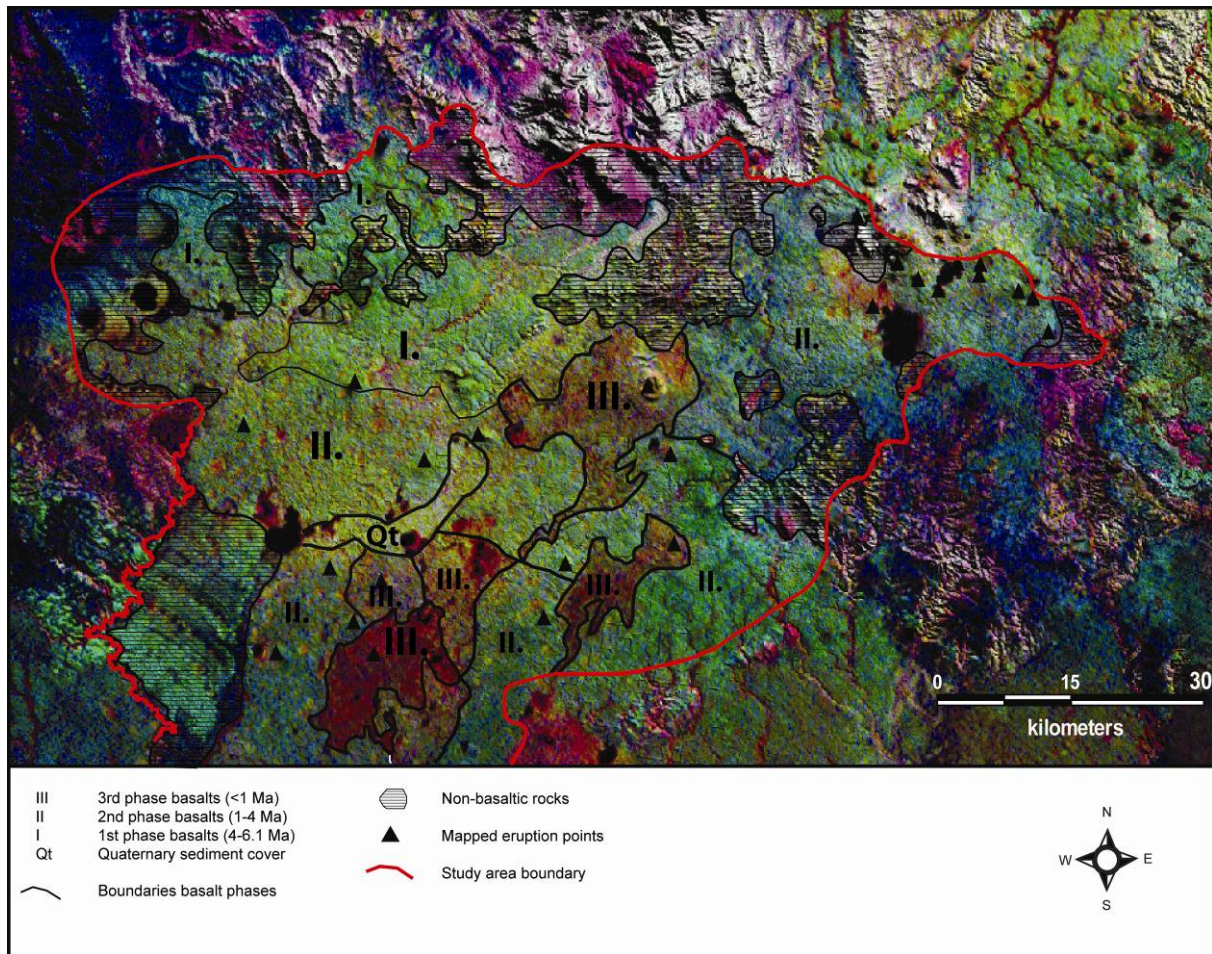 I.
I.
I.
II.
III.
II.
Qt.
III.
III.
III.
II.
II.
II.
III.
0 15 30
kilometers
III 3rd phase basalts (<1 Ma)
II 2nd phase basalts (1-4 Ma)
I 1st phase basalts (4-6.1 Ma)
Qt Quaternary sediment cover
Boundaries basalt phases
Non-basaltic rocks
Mapped eruption points
Study area boundary
N
W E
S